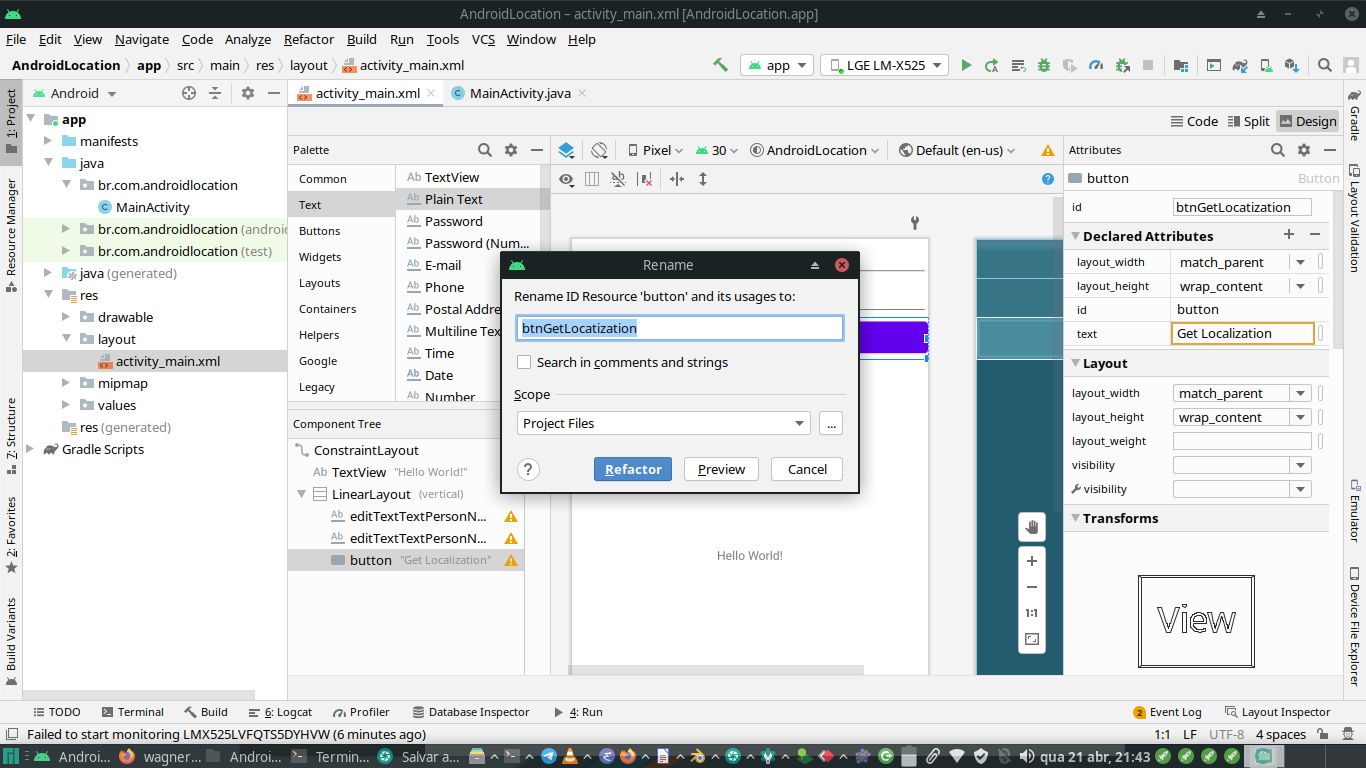 AndroidLocation – activity_main.xml [AndroidLocation.app]
File Edit View Navigate Code Analyze Refactor Build Run Tools VCS Window Help
AndroidLocation app src main res layout activity_main.xml app LGE LM-X525
1: Project
Resource Manager
Z: Structure
2: Favorites
Build Variants
Android
app
manifests
java
br.com.androidlocation
MainActivity
br.com.androidlocation (androi
br.com.androidlocation (test)
java (generated)
res
drawable
layout
activity_main.xml
mipmap
values
res (generated)
Gradle Scripts
activity_main.xml MainActivity.java
Code Split Design
Palette
Common
Text
Buttons
Widgets
Layouts
Containers
Helpers
Google
Legacy
Ab TextView
Ab Plain Text
Ab Password
Ab Password (Num...
Ab E-mail
Ab Phone
Ab Postal Addre
Ab Multiline Tex
Ab Time
Ab Date
Ab Number
Component Tree
ConstraintLayout
Ab TextView "Hello World!"
LinearLayout (vertical)
Ab editTextTextPersonN...
Ab editTextTextPersonN...
button "Get Localization"
Pixel 30 AndroidLocation Default (en-us)
Rename
Rename ID Resource 'button' and its usages to:
btnGetLocatization
Search in comments and strings
Scope
Project Files
...
? Refactor Preview Cancel
Hello World!
1:1
Attributes
button Button
id btnGetLocatization
Declared Attributes
layout_width match_parent
layout_height wrap_content
id button
text Get Localization
Layout
layout_width match_parent
layout_height wrap_content
layout_weight
visibility
visibility
Transforms
View
Gradle
Layout Validation
Emulator
Device File Explorer
TODO Terminal Build 6: Logcat Profiler Database Inspector 4: Run 2 Event Log Layout Inspector
Failed to start monitoring LMX525LVFQTS5DYHVW (6 minutes ago) 1:1 LF UTF-8 4 spaces
Androi... wagner... Androi... Termin... Salvar a... qua 21 abr, 21:43